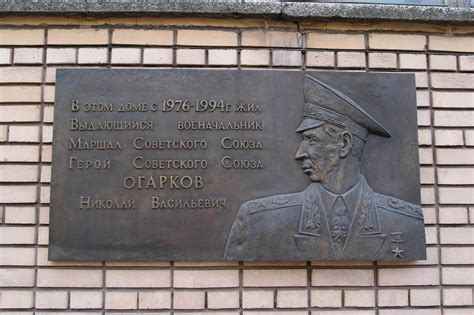 В этом доме с 1976-1994г. жил
Выдающийся военачальник
Маршал Советского Союза
Герой Советского Союза
ОГАРКОВ
Николай Васильевич